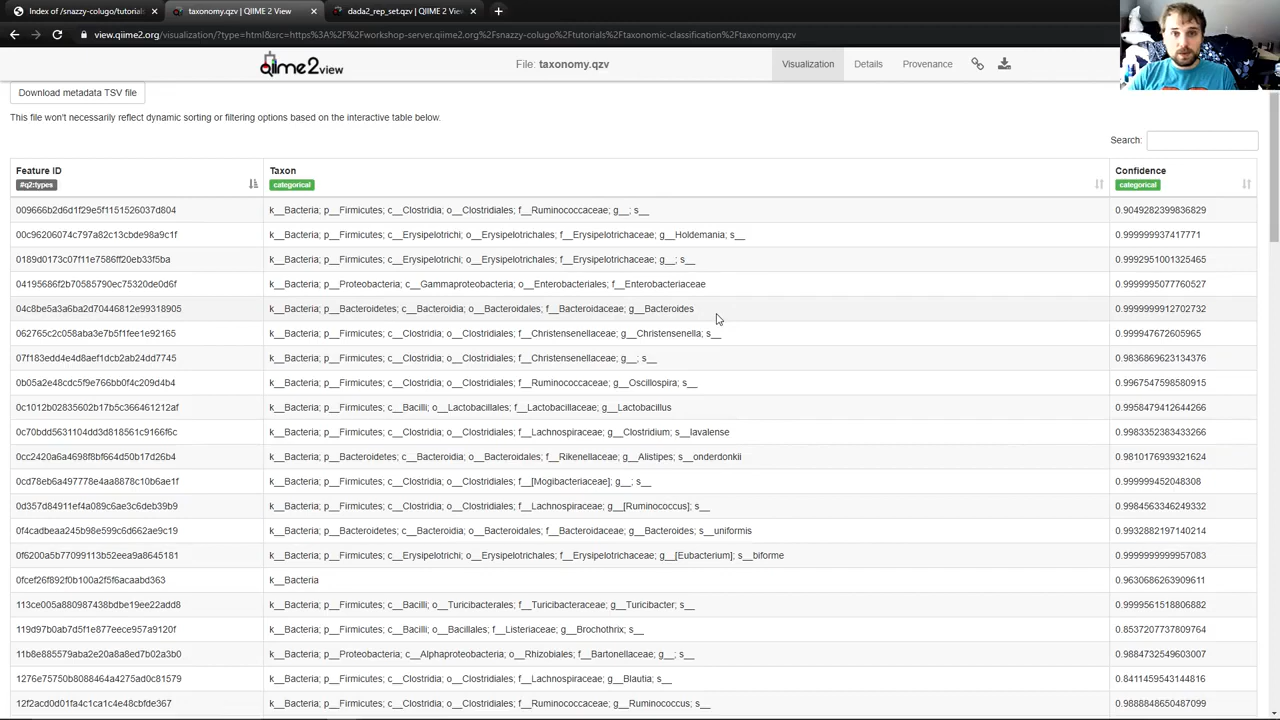 Index of /snazzy-colugo/tutorials
taxonomy.qzv | QIIME 2 View
dada2_rep_set.qzv | QIIME 2 View
view.qiime2.org/visualization/?type=html&src=https%3A%2F%2Fworkshop-server.qiime2.org%2Fsnazzy-colugo%2Ftutorials%2Ftaxonomic-classification%2Ftaxonomy.qzv
qiime2view
File: taxonomy.qzv
Visualization
Details
Provenance
Download metadata TSV file
This file won't necessarily reflect dynamic sorting or filtering options based on the interactive table below.
Search:
Feature ID Taxon Confidence
#q2:types categorical categorical
009666b2d6d1f29e5f1151526037d804 k__Bacteria; p__Firmicutes; c__Clostridia; o__Clostridiales; f__Ruminococcaceae; g__; s__ 0.9049282399836829
00c96206074c797a82c13cbde98a9c1f k__Bacteria; p__Firmicutes; c__Erysipelotrichi; o__Erysipelotrichales; f__Erysipelotrichaceae; g__Holdemania; s__ 0.999999937417771
0189d0173c07f11e7586ff20eb33f5ba k__Bacteria; p__Firmicutes; c__Erysipelotrichi; o__Erysipelotrichales; f__Erysipelotrichaceae; g__; s__ 0.9992951001325465
04195686f2b70585790ec75320de0d6f k__Bacteria; p__Proteobacteria; c__Gammaproteobacteria; o__Enterobacteriales; f__Enterobacteriaceae 0.9999995077760527
04c8be5a3a6ba2d70446812e99318905 k__Bacteria; p__Bacteroidetes; c__Bacteroidia; o__Bacteroidales; f__Bacteroidaceae; g__Bacteroides 0.9999999912702732
062765c2c058aba3e7b5f1fee1e92165 k__Bacteria; p__Firmicutes; c__Clostridia; o__Clostridiales; f__Christensenellaceae; g__Christensenella; s__ 0.999947672605965
07f183edd4e4d8aef1dcb2ab24dd7745 k__Bacteria; p__Firmicutes; c__Clostridia; o__Clostridiales; f__Christensenellaceae; g__; s__ 0.9836869623134376
0b05a2e48cdc5f9e766bb0f4c209d4b4 k__Bacteria; p__Firmicutes; c__Clostridia; o__Clostridiales; f__Ruminococcaceae; g__Oscillospira; s__ 0.9967547598580915
0c1012b02835602b17b5c366461212af k__Bacteria; p__Firmicutes; c__Bacilli; o__Lactobacillales; f__Lactobacillaceae; g__Lactobacillus 0.9958479412644266
0c70bdd5631104dd3d818561c9166f6c k__Bacteria; p__Firmicutes; c__Clostridia; o__Clostridiales; f__Lachnospiraceae; g__Clostridium; s__lavalense 0.9983352383433266
0cc2420a6a4698f8bf664d50b17d26b4 k__Bacteria; p__Bacteroidetes; c__Bacteroidia; o__Bacteroidales; f__Rikenellaceae; g__Alistipes; s__onderdonkii 0.9810176939321624
0cd78eb6a497778e4aa8878c10b6ae1f k__Bacteria; p__Firmicutes; c__Clostridia; o__Clostridiales; f__[Mogibacteriaceae]; g__; s__ 0.999999452048308
0d357d84911ef4a089c6ae3c6deb39b9 k__Bacteria; p__Firmicutes; c__Clostridia; o__Clostridiales; f__Lachnospiraceae; g__[Ruminococcus]; s__ 0.9984563346249332
0f4cadbeaa245b98e599c6d662ae9c19 k__Bacteria; p__Bacteroidetes; c__Bacteroidia; o__Bacteroidales; f__Bacteroidaceae; g__Bacteroides; s__uniformis 0.9932882197140214
0f6200a5b77099113b52eea9a8645181 k__Bacteria; p__Firmicutes; c__Erysipelotrichi; o__Erysipelotrichales; f__Erysipelotrichaceae; g__[Eubacterium]; s__biforme 0.9999999999957083
0fcef26f892f0b100a2f5f6acaabd363 k__Bacteria 0.9630686263909611
113ce005a880987438bdbe19ee22add8 k__Bacteria; p__Firmicutes; c__Bacilli; o__Turicibacterales; f__Turicibacteraceae; g__Turicibacter; s__ 0.9999561518806882
119d97b0ab7d5f1e877eece957a9120f k__Bacteria; p__Firmicutes; c__Bacilli; o__Bacillales; f__Listeriaceae; g__Brochothrix; s__ 0.8537207737809764
11b8e885579aba2e20a8a8ed7b02a3b0 k__Bacteria; p__Proteobacteria; c__Alphaproteobacteria; o__Rhizobiales; f__Bartonellaceae; g__; s__ 0.9884732549603007
1276e75750b8088464a4275ad0c81579 k__Bacteria; p__Firmicutes; c__Clostridia; o__Clostridiales; f__Lachnospiraceae; g__Blautia; s__ 0.8411459543144816
12f2acd0d01fa4c1ca1c4e48cbfde367 k__Bacteria; p__Firmicutes; c__Clostridia; o__Clostridiales; f__Ruminococcaceae; g__Ruminococcus; s__ 0.9888848650487099